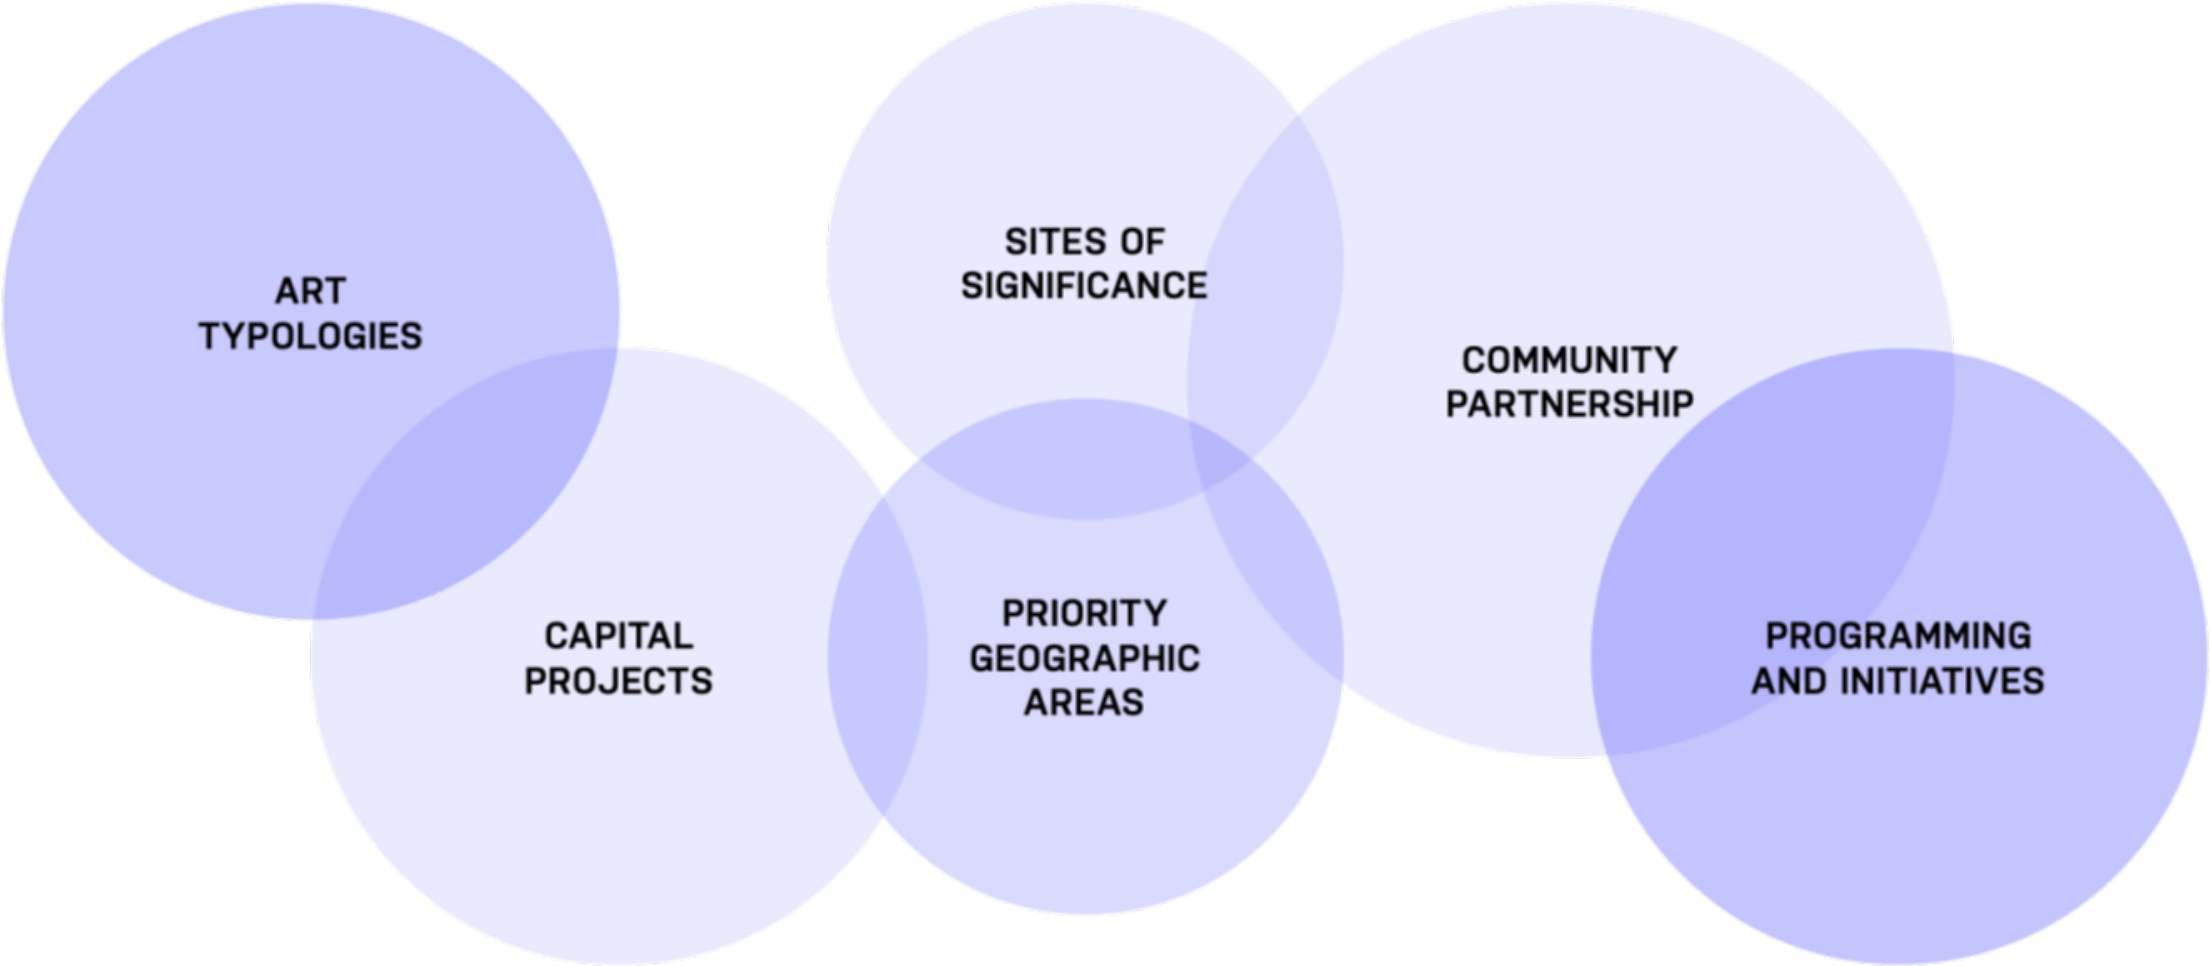 ART
TYPOLOGIES
CAPITAL
PROJECTS
SITES OF
SIGNIFICANCE
PRIORITY
GEOGRAPHIC
AREAS
COMMUNITY
PARTNERSHIP
PROGRAMMING
AND INITIATIVES